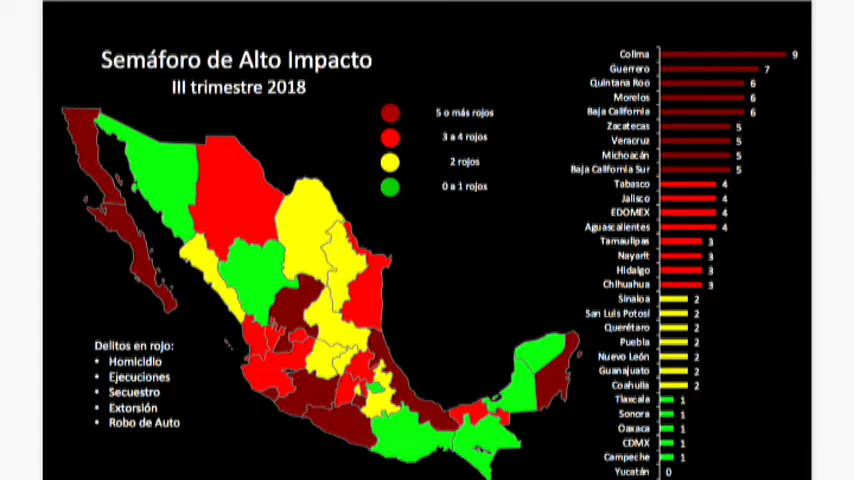 Semáforo de Alto Impacto
III trimestre 2018
5 o más rojos
3 a 4 rojos
2 rojos
0 a 1 rojos
Delitos en rojo:
• Homicidio
• Ejecuciones
• Secuestro
• Extorsión
• Robo de Auto
Colima 9
Guerrero 7
Quintana Roo 6
Morelos 6
Baja California 6
Zacatecas 5
Veracruz 5
Michoacán 5
Baja California Sur 5
Tabasco 4
Jalisco 4
EDOMEX 4
Aguascalientes 4
Tamaulipas 3
Nayarit 3
Hidalgo 3
Chihuahua 3
Sinaloa 2
San Luis Potosí 2
Querétaro 2
Puebla 2
Nuevo León 2
Guanajuato 2
Coahuila 2
Tlaxcala 1
Sonora 1
Oaxaca 1
CDMX 1
Campeche 1
Yucatán 0